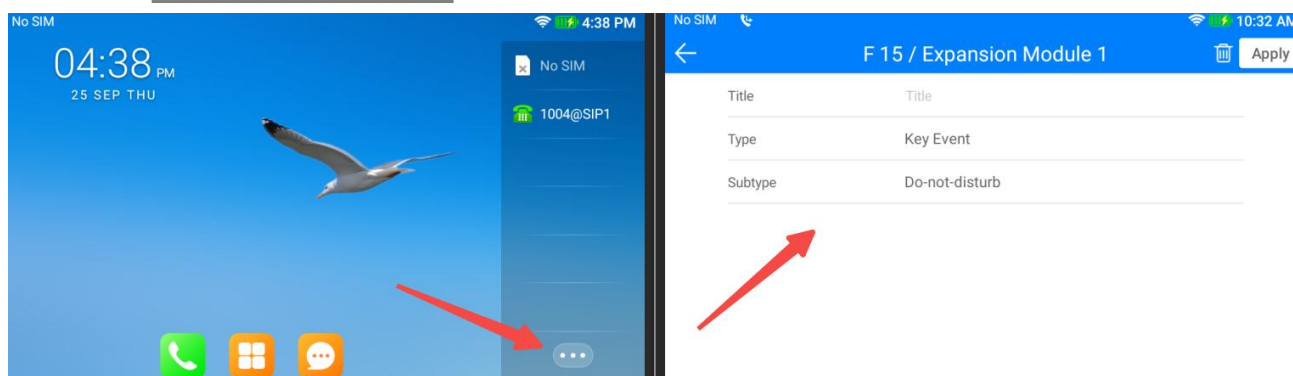 No SIM
4:38 PM
04:38 PM
25 SEP THU
No SIM
1004@SIP1
No SIM
10:32 AM
F 15 / Expansion Module 1
Apply
Title
Title
Type
Key Event
Subtype
Do-not-disturb